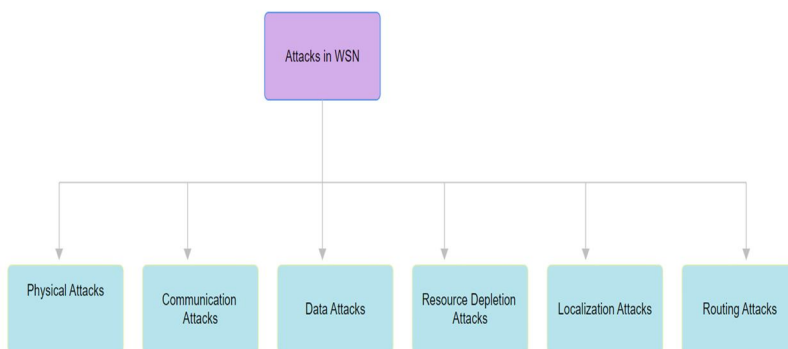 Attacks in WSN
Physical Attacks
Communication
Attacks
Data Attacks
Resource Depletion
Attacks
Localization Attacks
Routing Attacks